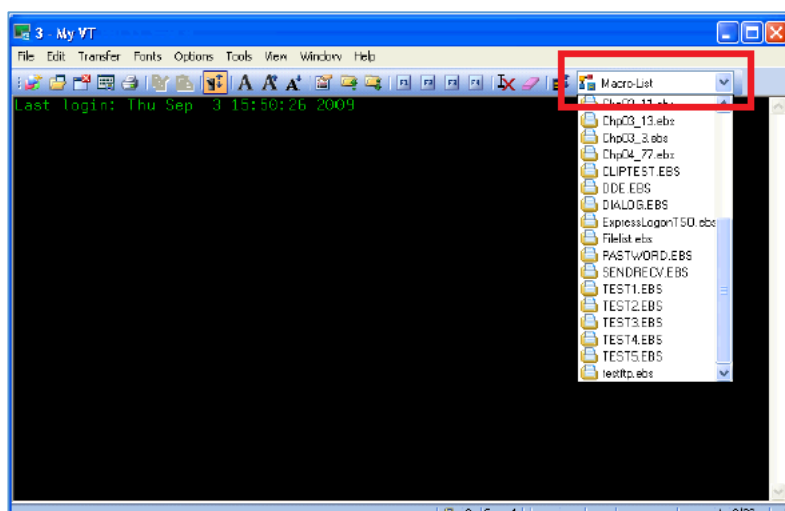 3 - My VT
File Edit Transfer Fonts Options Tools View Window Help
Macro-List
Last login: Thu Sep 3 15:50:26 2009
Chp03_13.ebs
Chp03_3.ebs
Chp04_77.ebs
CLIPTEST.EBS
DDE.EBS
DIALOG.EBS
ExpressLogonTSO.ebs
Filelist.ebs
PASTWORD.EBS
SENDRECV.EBS
TEST1.EBS
TEST2.EBS
TEST3.EBS
TEST4.EBS
TEST5.EBS
testftp.ebs